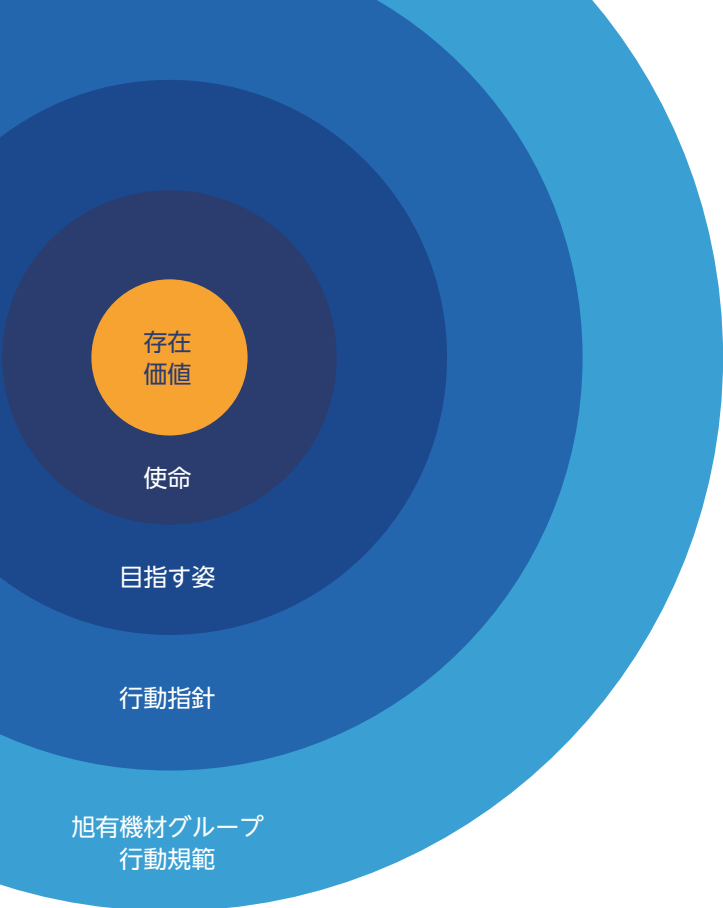 存在
価値
使命
目指す姿
行動指針
旭有機材グループ
行動規範